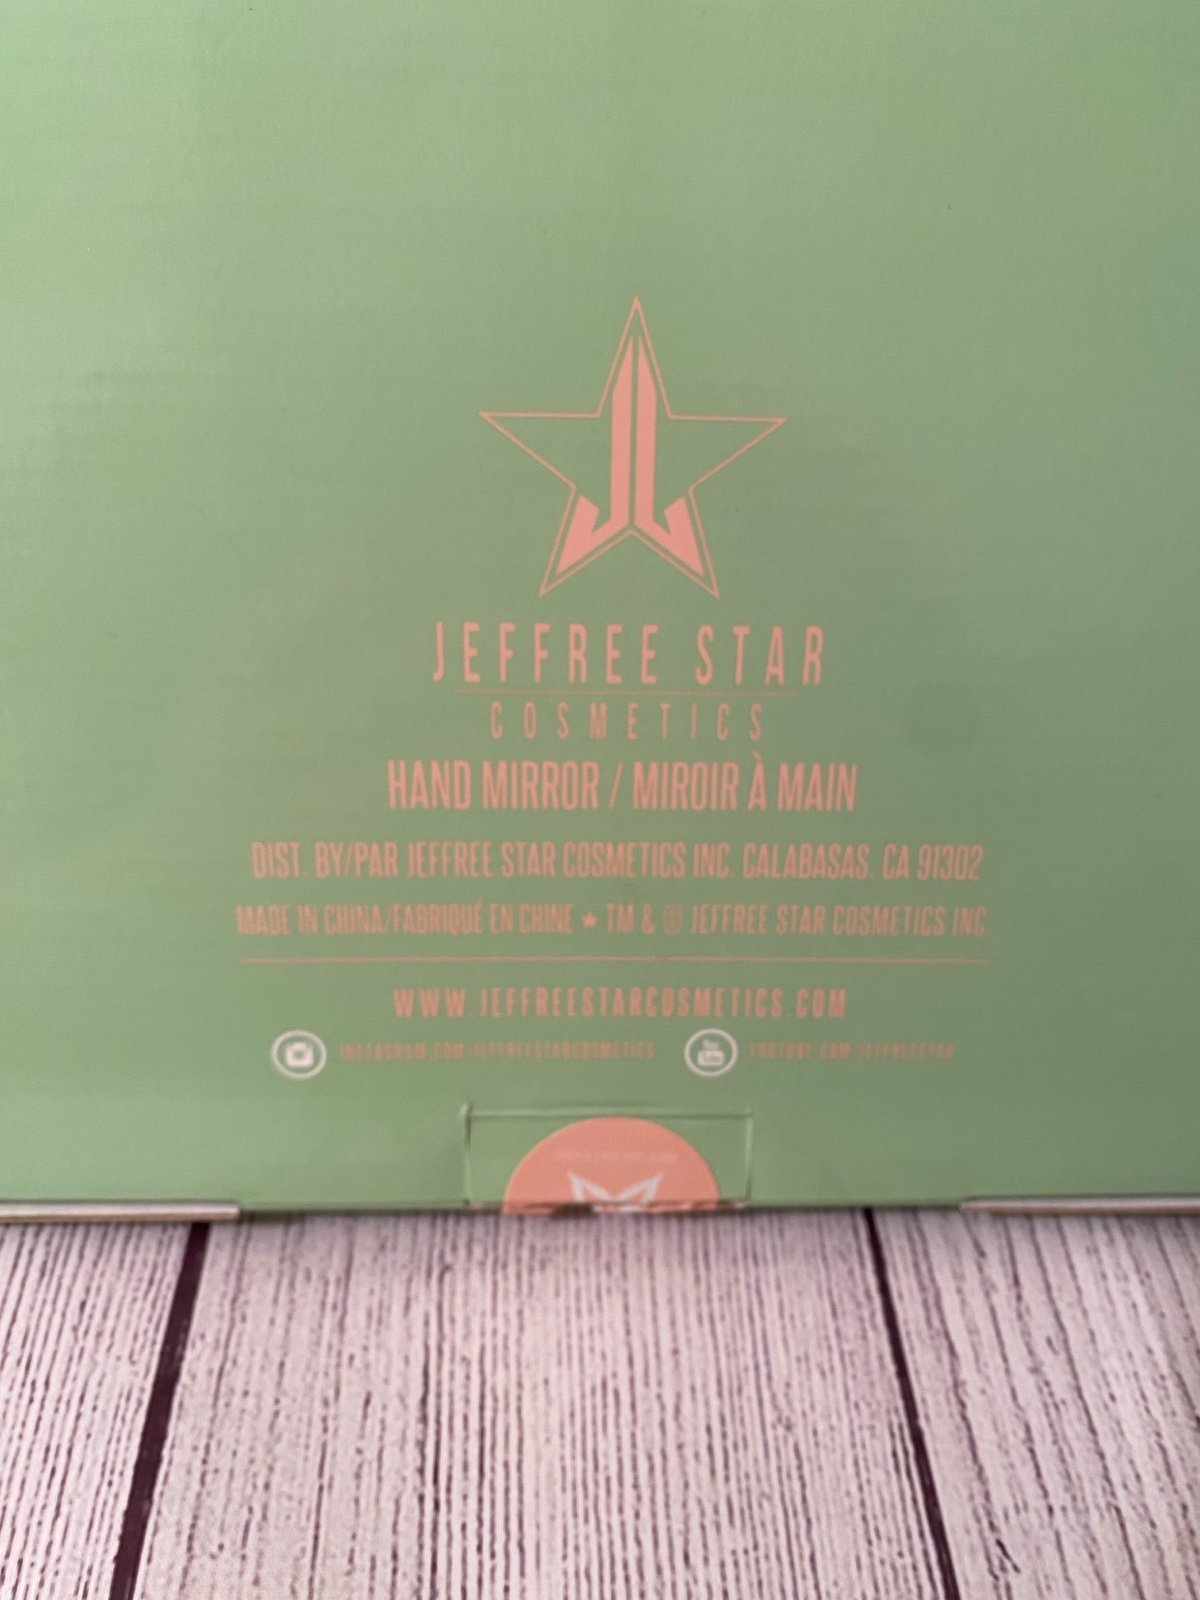 JEFFREE STAR
COSMETICS
HAND MIRROR / MIROIR À MAIN
DIST. BY/PAR JEFFREE STAR COSMETICS INC. CALABASAS, CA 91302
MADE IN CHINA/FABRIQUÉ EN CHINE ★ TM & © JEFFREE STAR COSMETICS INC.
WWW.JEFFREESTARCOSMETICS.COM
INSTAGRAM.COM/JEFFREESTARCOSMETICS YOUTUBE.COM/JEFFREESTAR